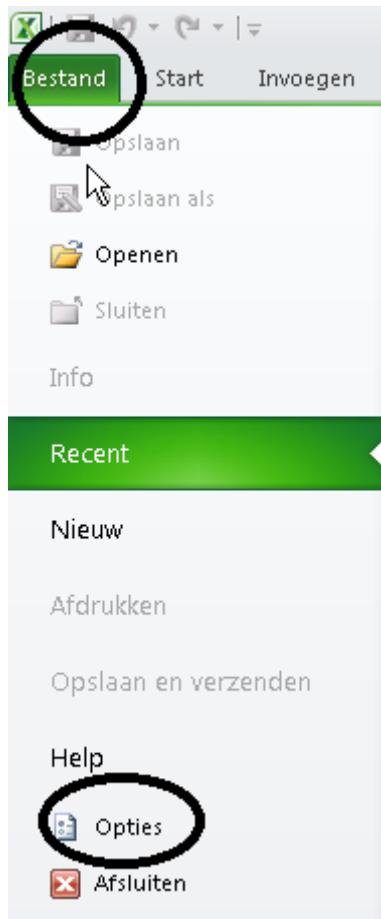 Bestand Start Invoegen
Opslaan
Opslaan als
Openen
Sluiten
Info
Recent
Nieuw
Afdrukken
Opslaan en verzenden
Help
Opties
Afsluiten